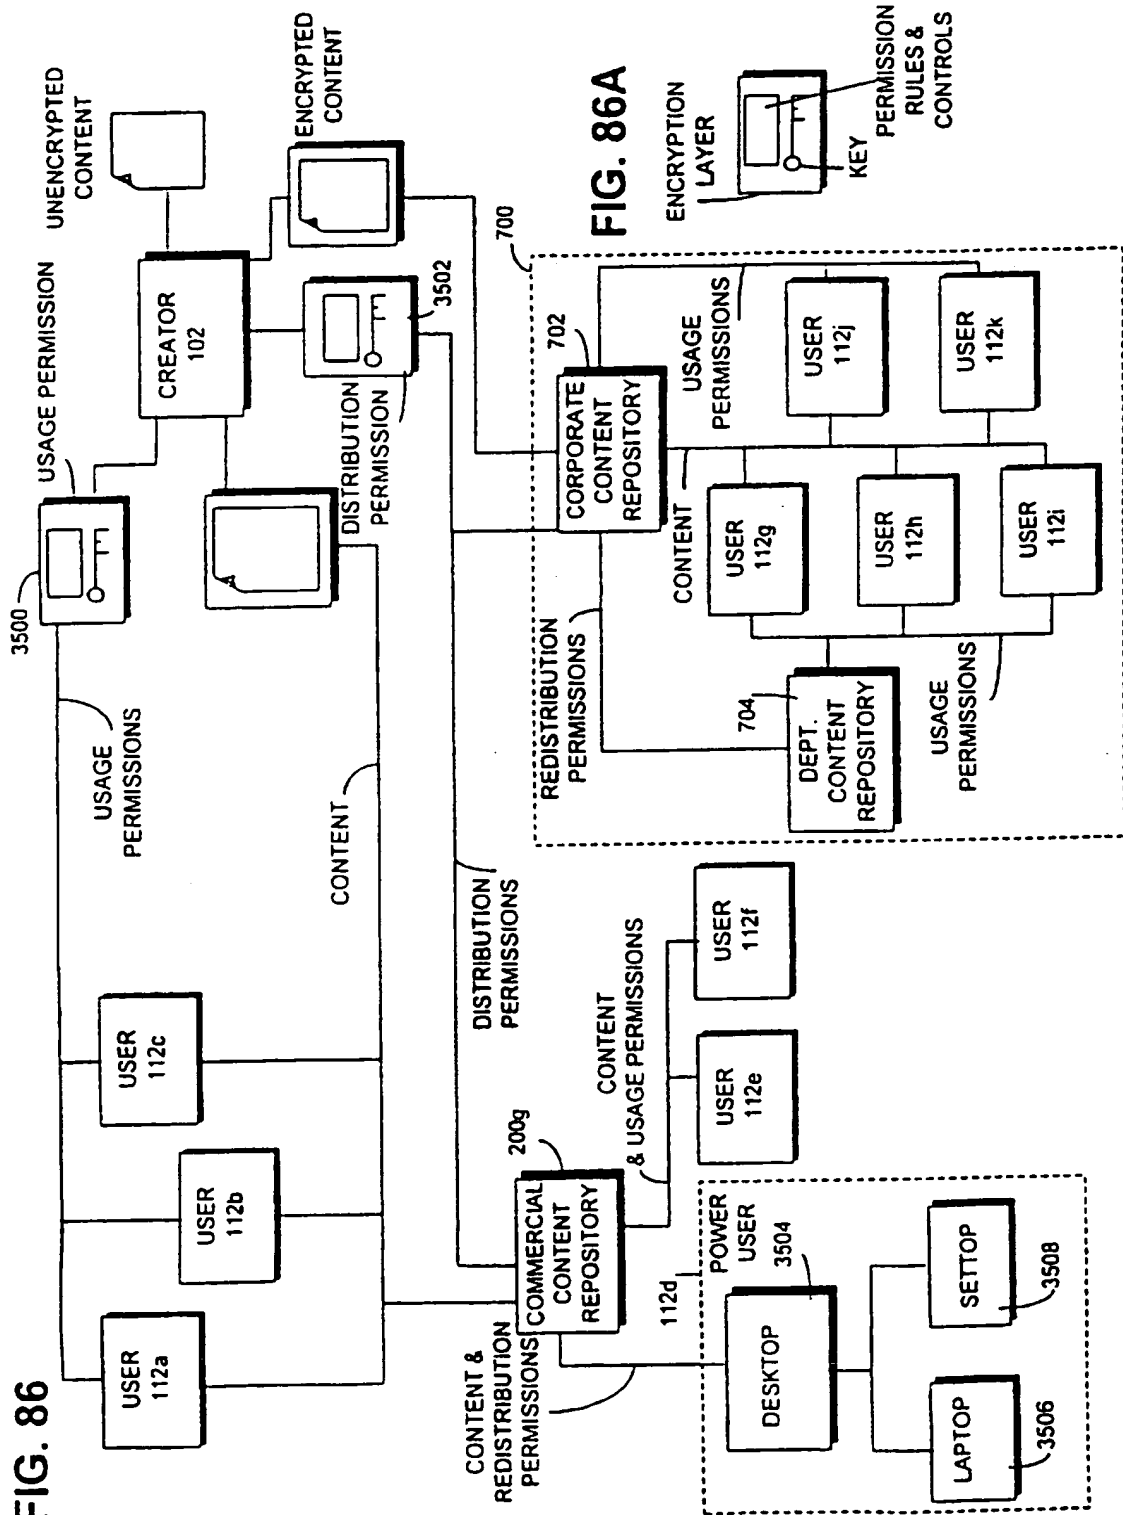 FIG. 86
UNENCRYPTED
CONTENT
USAGE PERMISSION
3500
CREATOR
102
ENCRYPTED
CONTENT
USAGE
PERMISSIONS
DISTRIBUTION
PERMISSION
3502
CONTENT
USER
112a
USER
112b
USER
112c
FIG. 86A
ENCRYPTION
LAYER
KEY
PERMISSION
RULES &
CONTROLS
DISTRIBUTION
PERMISSIONS
COMMERCIAL
CONTENT
REPOSITORY
200g
CONTENT &
REDISTRIBUTION
PERMISSIONS
CONTENT
& USAGE PERMISSIONS
USER
112e
USER
112f
112d
POWER
USER
3504
DESKTOP
LAPTOP
3506
SETTOP
3508
700
702
CORPORATE
CONTENT
REPOSITORY
REDISTRIBUTION
PERMISSIONS
CONTENT
USAGE
PERMISSIONS
704
DEPT.
CONTENT
REPOSITORY
USER
112g
USER
112h
USER
112i
USER
112j
USER
112k
USAGE
PERMISSIONS